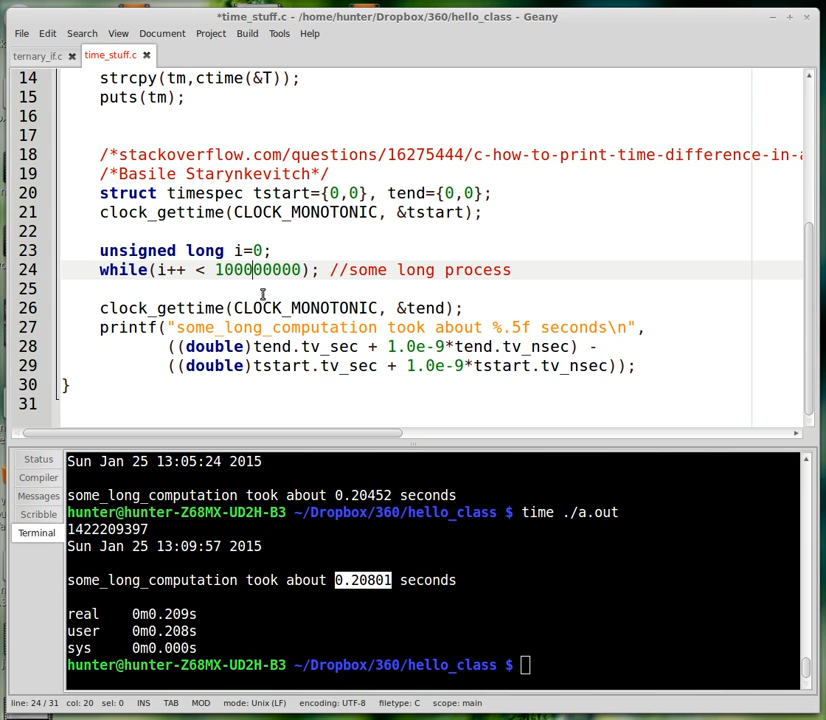 *time_stuff.c - /home/hunter/Dropbox/360/hello_class - Geany
File Edit Search View Document Project Build Tools Help
ternary_if.c time_stuff.c
14 strcpy(tm,ctime(&T));
15 puts(tm);
16
17
18 /*stackoverflow.com/questions/16275444/c-how-to-print-time-difference-in-a
19 /*Basile Starynkevitch*/
20 struct timespec tstart={0,0}, tend={0,0};
21 clock_gettime(CLOCK_MONOTONIC, &tstart);
22
23 unsigned long i=0;
24 while(i++ < 100000000); //some long process
25
26 clock_gettime(CLOCK_MONOTONIC, &tend);
27 printf("some_long_computation took about %.5f seconds\n",
28 ((double)tend.tv_sec + 1.0e-9*tend.tv_nsec) -
29 ((double)tstart.tv_sec + 1.0e-9*tstart.tv_nsec));
30 }
31
Status
Compiler
Messages
Scribble
Terminal
Sun Jan 25 13:05:24 2015
some_long_computation took about 0.20452 seconds
hunter@hunter-Z68MX-UD2H-B3 ~/Dropbox/360/hello_class $ time ./a.out
1422209397
Sun Jan 25 13:09:57 2015
some_long_computation took about 0.20801 seconds
real 0m0.209s
user 0m0.208s
sys 0m0.000s
hunter@hunter-Z68MX-UD2H-B3 ~/Dropbox/360/hello_class $
line: 24 / 31 col: 20 sel: 0 INS TAB MOD mode: Unix (LF) encoding: UTF-8 filetype: C scope: main